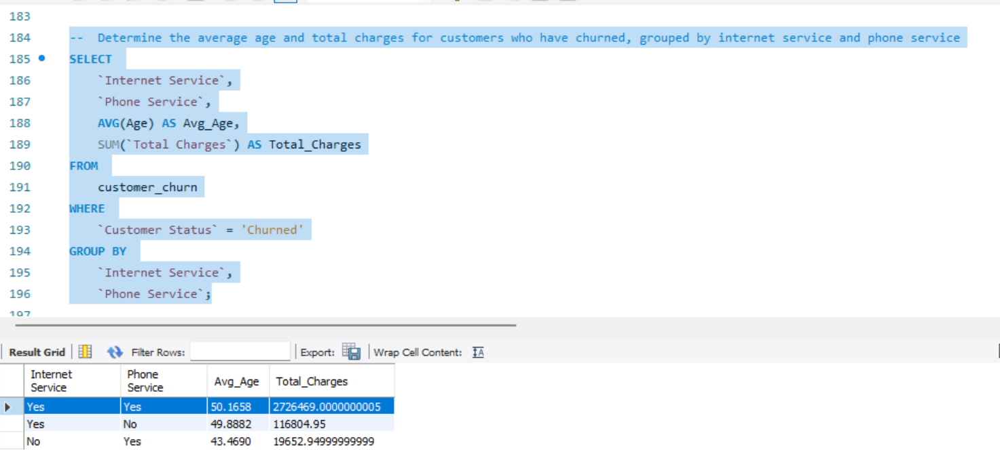 183
184 -- Determine the average age and total charges for customers who have churned, grouped by internet service and phone service
185 SELECT
186 `Internet Service`,
187 `Phone Service`,
188 AVG(Age) AS Avg_Age,
189 SUM(`Total Charges`) AS Total_Charges
190 FROM
191 customer_churn
192 WHERE
193 `Customer Status` = 'Churned'
194 GROUP BY
195 `Internet Service`,
196 `Phone Service`;
197
Result Grid Filter Rows: Export: Wrap Cell Content:
Internet Service Phone Service Avg_Age Total_Charges
Yes Yes 50.1658 2726469.0000000005
Yes No 49.8882 116804.95
No Yes 43.4690 19652.94999999999